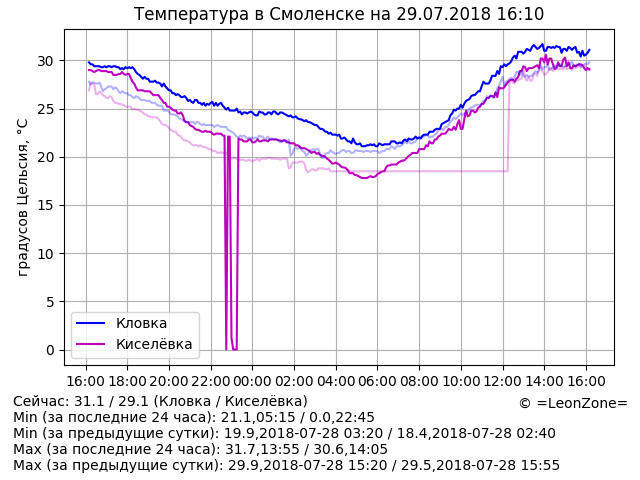 Температура в Смоленске на 29.07.2018 16:10
градусов Цельсия, °C
30
25
20
15
10
5
0
Кловка
Киселёвка
16:00 18:00 20:00 22:00 00:00 02:00 04:00 06:00 08:00 10:00 12:00 14:00 16:00
Сейчас: 31.1 / 29.1 (Кловка / Киселёвка)
© =LeonZone=
Min (за последние 24 часа): 21.1,05:15 / 0.0,22:45
Min (за предыдущие сутки): 19.9,2018-07-28 03:20 / 18.4,2018-07-28 02:40
Max (за последние 24 часа): 31.7,13:55 / 30.6,14:05
Max (за предыдущие сутки): 29.9,2018-07-28 15:20 / 29.5,2018-07-28 15:55